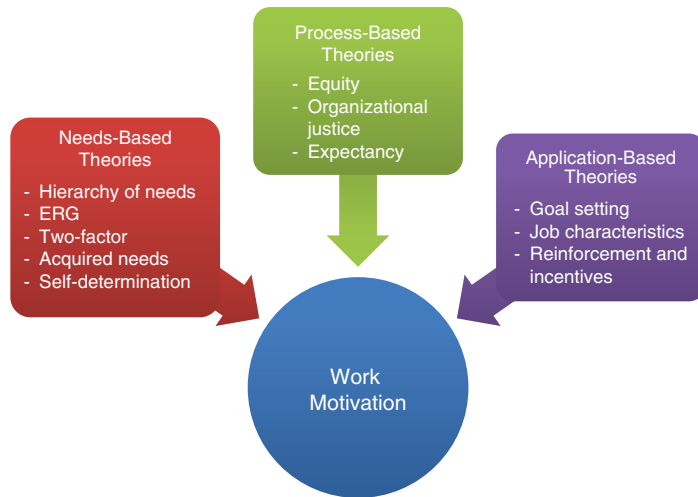 Needs-Based
Theories
- Hierarchy of needs
- ERG
- Two-factor
- Acquired needs
- Self-determination
Process-Based
Theories
- Equity
- Organizational
justice
- Expectancy
Application-Based
Theories
- Goal setting
- Job characteristics
- Reinforcement and
incentives
Work
Motivation